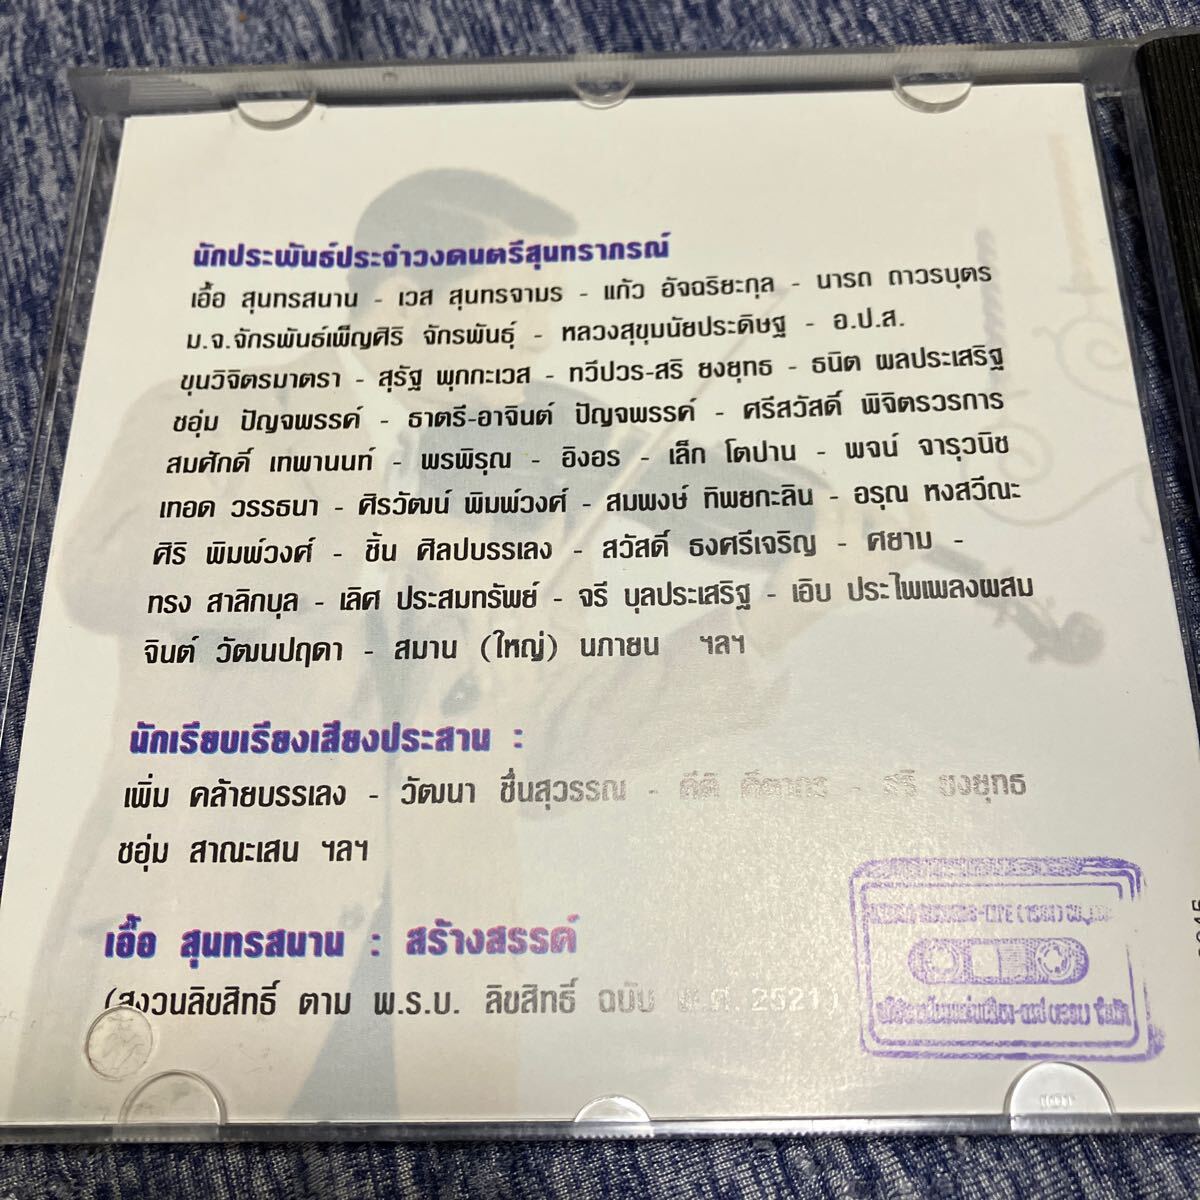 นักประพันธ์ประจำวงดนตรีสุนทราภรณ์
เอื้อ สุนทรสนาน - เวส สุนทรจามร - แก้ว อัจฉริยะกุล - นารถ ถาวรบุตร
ม.จ.จักรพันธ์เพ็ญศิริ จักรพันธุ์ - หลวงสุขุมนัยประดิษฐ - อ.ป.ส.
ขุนวิจิตรมาตรา - สุรัฐ พุกกะเวส - ทวีปวร-สริ ยงยุทธ - ธนิต ผลประเสริฐ
ชอุ่ม ปัญจพรรค์ - ธาตรี-อาจินต์ ปัญจพรรค์ - ศรีสวัสดิ์ พิจิตรวรการ
สมศักดิ์ เทพานนท์ - พรพิรุณ - อิงอร - เล็ก โตปาน - พจน์ จารุวนิช
เทอด วรรธนา - ศิรวัฒน์ พิมพ์วงศ์ - สมพงษ์ ทิพยกะลิน - อรุณ หงสวีณะ
ศิริ พิมพ์วงศ์ - ชิ้น ศิลปบรรเลง - สวัสดิ์ ธงศรีเจริญ - ศยาม -
ทรง สาลิกบุล - เลิศ ประสมทรัพย์ - จรี บุลประเสริฐ - เอิบ ประไพเพลงผสม
จินต์ วัฒนปฤดา - สมาน (ใหญ่) นภายน ฯลฯ
นักเรียบเรียงเสียงประสาน :
เพิ่ม คล้ายบรรเลง - วัฒนา ชื่นสุวรรณ - คีติ คีตากร - สริ ยงยุทธ
ชอุ่ม สาณะเสน ฯลฯ
เอื้อ สุนทรสนาน : สร้างสรรค์
(สงวนลิขสิทธิ์ ตาม พ.ร.บ. ลิขสิทธิ์ ฉบับ พ.ศ. 2521)